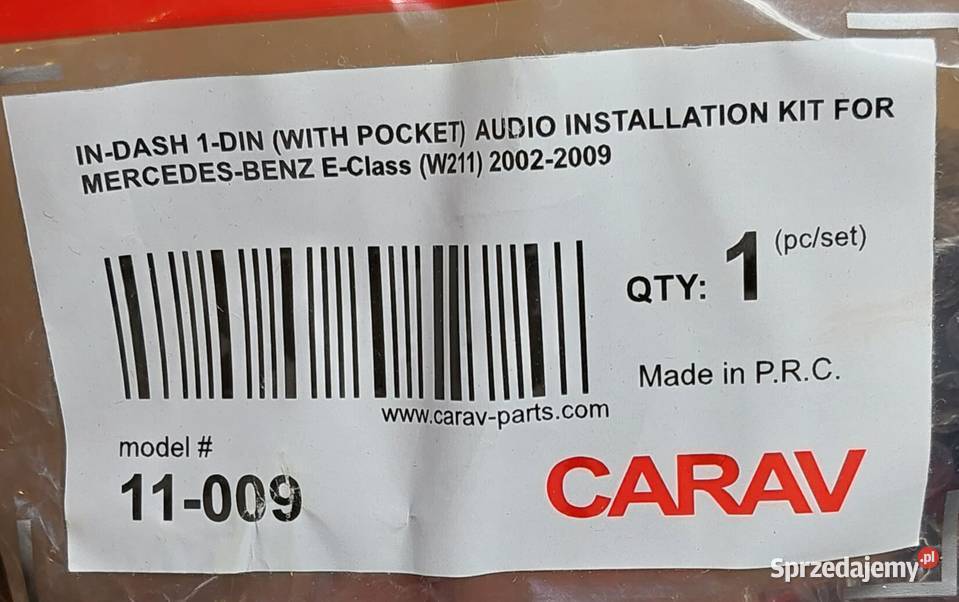 IN-DASH 1-DIN (WITH POCKET) AUDIO INSTALLATION KIT FOR
MERCEDES-BENZ E-Class (W211) 2002-2009
QTY: 1 (pc/set)
Made in P.R.C.
www.carav-parts.com
model #
11-009
CARAV
Sprzedajemy.pl